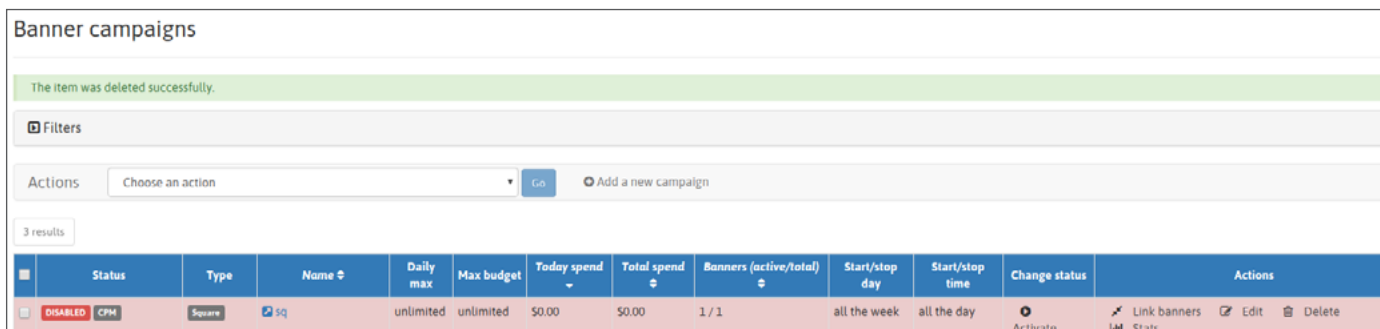 Banner campaigns
The item was deleted successfully.
Filters
Actions Choose an action Go Add a new campaign
3 results
Status Type Name Daily max Max budget Today spend Total spend Banners (active/total) Start/stop day Start/stop time Change status Actions
DISABLED CPM Square sq unlimited unlimited $0.00 $0.00 1 / 1 all the week all the day Link banners Edit Delete
Activate Stats